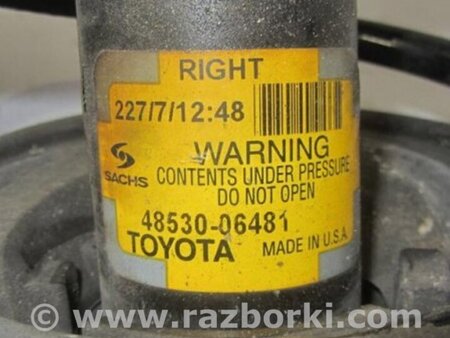 RIGHT
227/7/12:48
SACHS
WARNING
CONTENTS UNDER PRESSURE
DO NOT OPEN
48530-06481
TOYOTA
MADE IN U.S.A.
© www.razborki.com